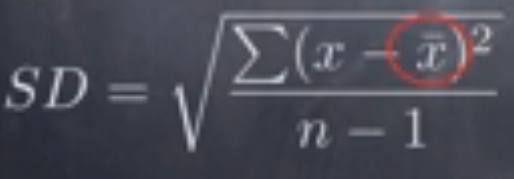 SD = √(∑(x − x̄)² / (n − 1))